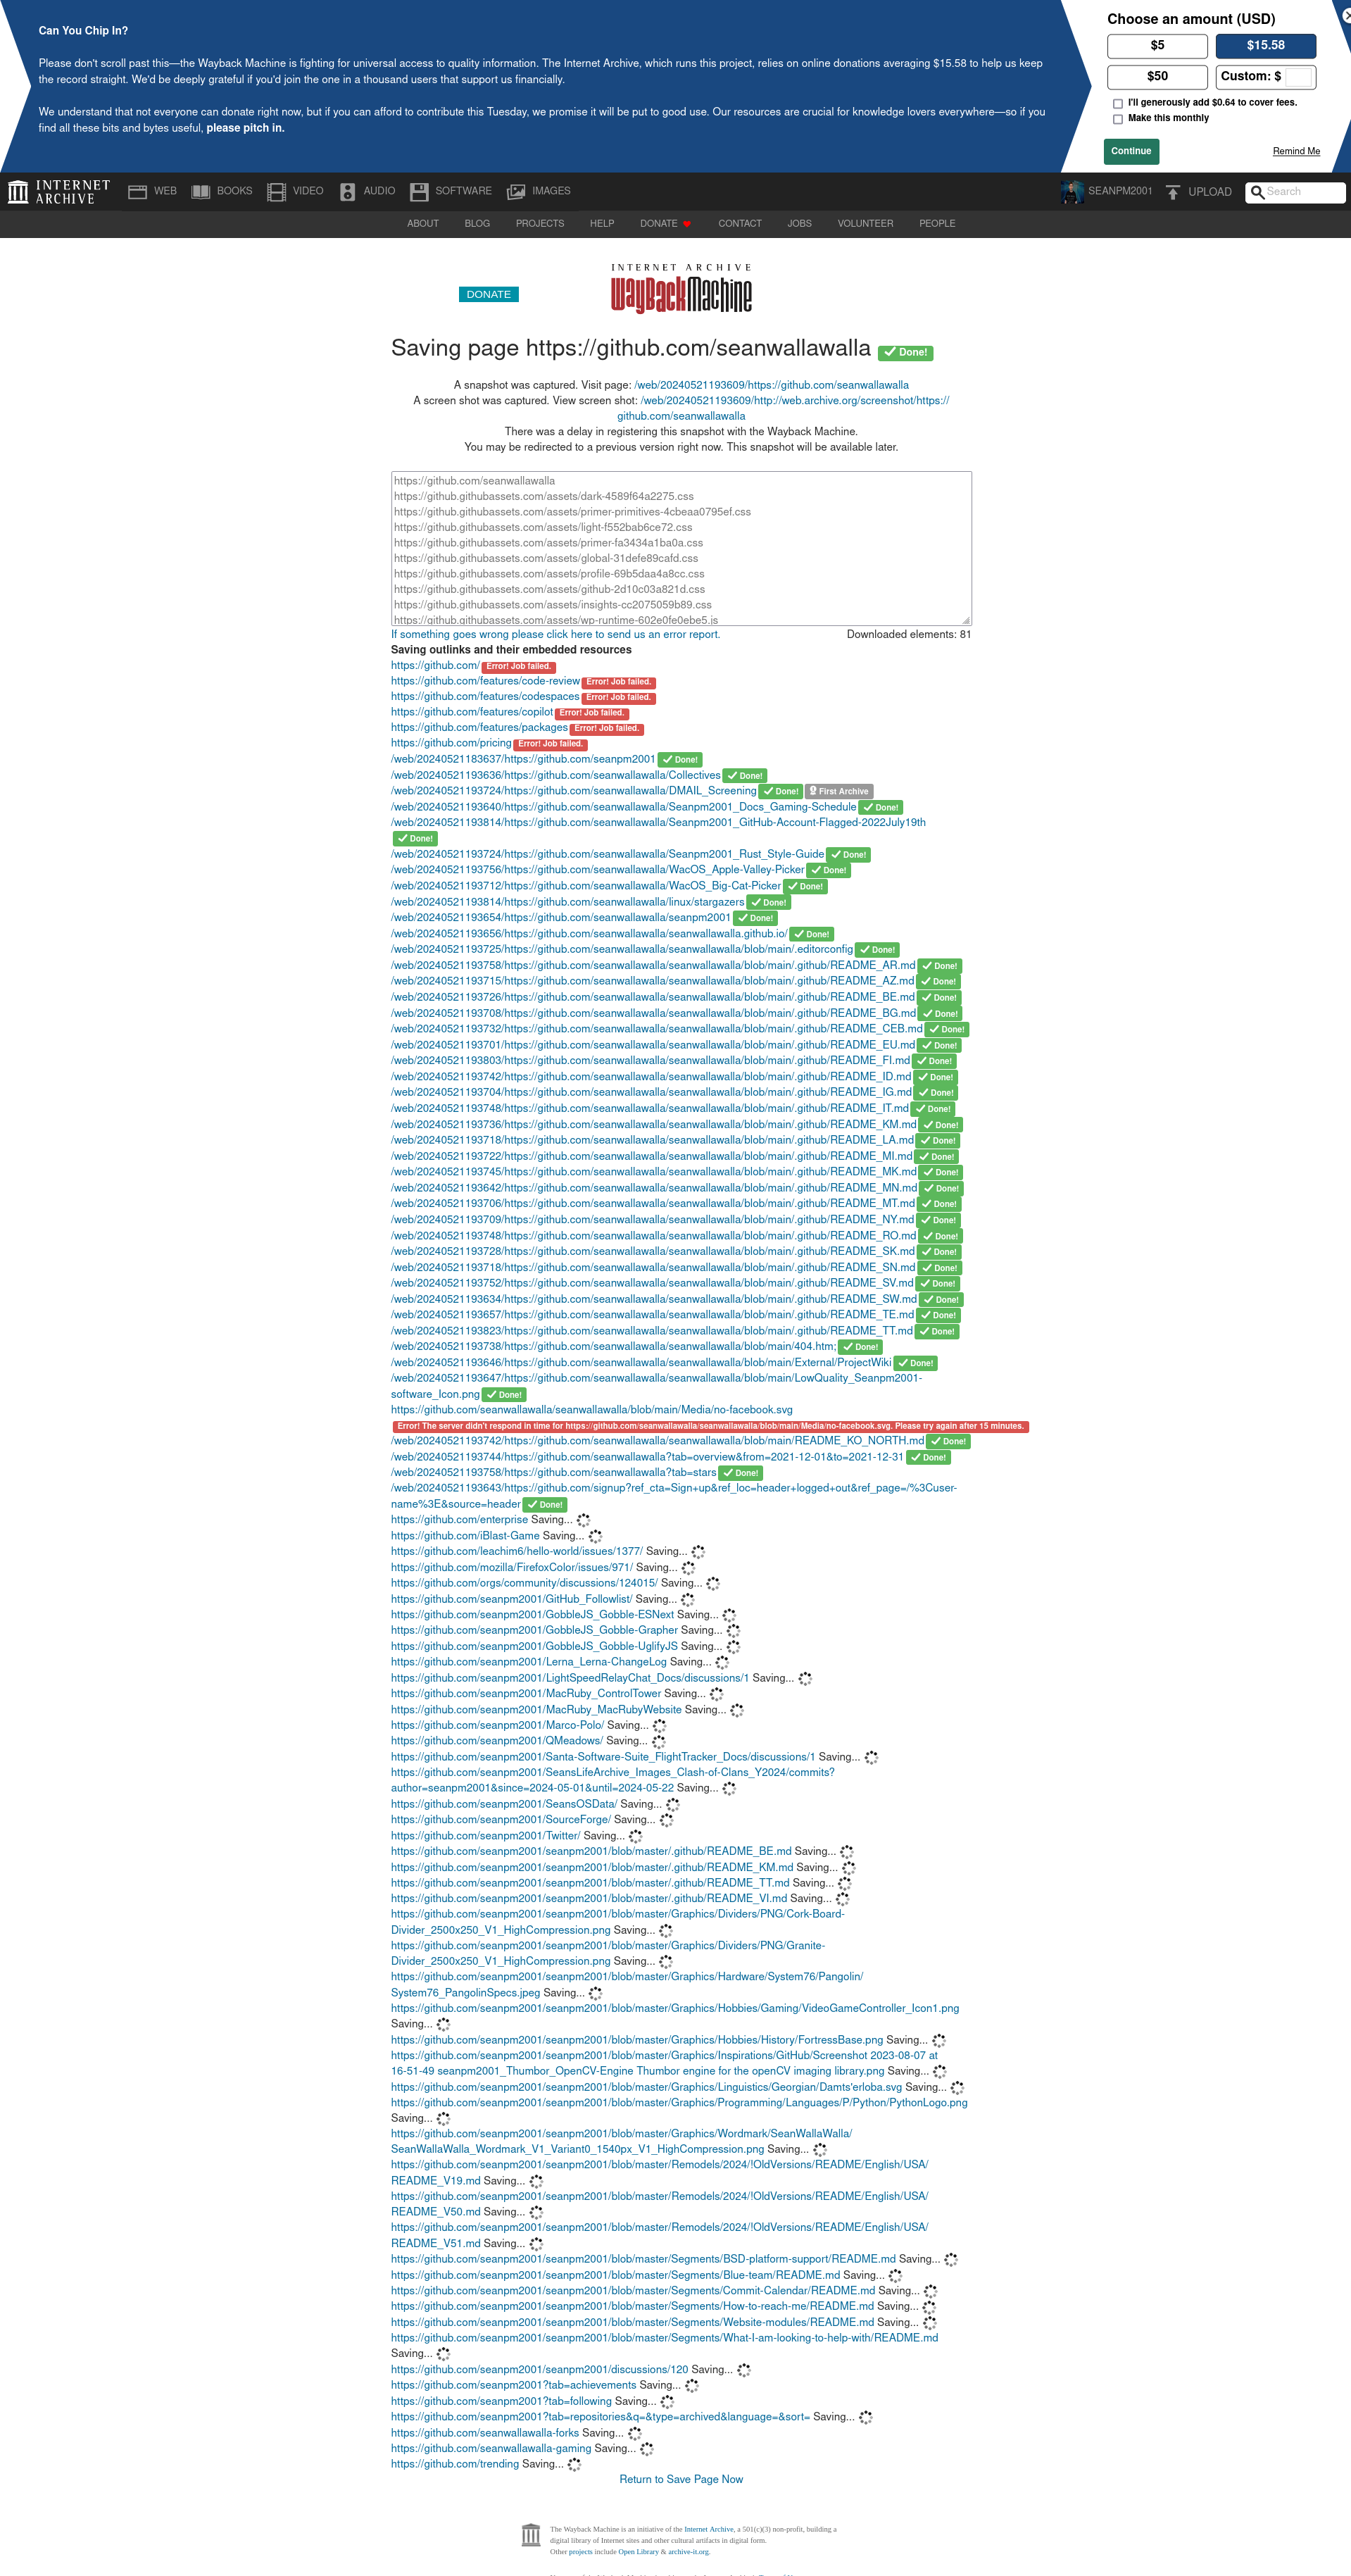 Can You Chip In?
Please don't scroll past this—the Wayback Machine is fighting for universal access to quality information. The Internet Archive, which runs this project, relies on online donations averaging $15.58 to help us keep
the record straight. We'd be deeply grateful if you'd join the one in a thousand users that support us financially.
We understand that not everyone can donate right now, but if you can afford to contribute this Tuesday, we promise it will be put to good use. Our resources are crucial for knowledge lovers everywhere—so if you
find all these bits and bytes useful, please pitch in.
Choose an amount (USD)
$5
$15.58
$50
Custom: $
I'll generously add $0.64 to cover fees.
Make this monthly
Continue
Remind Me
INTERNET
ARCHIVE
WEB
BOOKS
VIDEO
AUDIO
SOFTWARE
IMAGES
SEANPM2001
UPLOAD
Search
ABOUT
BLOG
PROJECTS
HELP
DONATE
CONTACT
JOBS
VOLUNTEER
PEOPLE
DONATE
INTERNET ARCHIVE
WayBackMachine
Saving page https://github.com/seanwallawalla Done!
A snapshot was captured. Visit page: /web/20240521193609/https://github.com/seanwallawalla
A screen shot was captured. View screen shot: /web/20240521193609/http://web.archive.org/screenshot/https://
github.com/seanwallawalla
There was a delay in registering this snapshot with the Wayback Machine.
You may be redirected to a previous version right now. This snapshot will be available later.
https://github.com/seanwallawalla
https://github.githubassets.com/assets/dark-4589f64a2275.css
https://github.githubassets.com/assets/primer-primitives-4cbeaa0795ef.css
https://github.githubassets.com/assets/light-f552bab6ce72.css
https://github.githubassets.com/assets/primer-fa3434a1ba0a.css
https://github.githubassets.com/assets/global-31defe89cafd.css
https://github.githubassets.com/assets/profile-69b5daa4a8cc.css
https://github.githubassets.com/assets/github-2d10c03a821d.css
https://github.githubassets.com/assets/insights-cc2075059b89.css
https://github.githubassets.com/assets/wp-runtime-602e0fe0ebe5.js
If something goes wrong please click here to send us an error report.
Downloaded elements: 81
Saving outlinks and their embedded resources
https://github.com/ Error! Job failed.
https://github.com/features/code-review Error! Job failed.
https://github.com/features/codespaces Error! Job failed.
https://github.com/features/copilot Error! Job failed.
https://github.com/features/packages Error! Job failed.
https://github.com/pricing Error! Job failed.
/web/20240521183637/https://github.com/seanpm2001 Done!
/web/20240521193636/https://github.com/seanwallawalla/Collectives Done!
/web/20240521193724/https://github.com/seanwallawalla/DMAIL_Screening Done! First Archive
/web/20240521193640/https://github.com/seanwallawalla/Seanpm2001_Docs_Gaming-Schedule Done!
/web/20240521193814/https://github.com/seanwallawalla/Seanpm2001_GitHub-Account-Flagged-2022July19th
Done!
/web/20240521193724/https://github.com/seanwallawalla/Seanpm2001_Rust_Style-Guide Done!
/web/20240521193756/https://github.com/seanwallawalla/WacOS_Apple-Valley-Picker Done!
/web/20240521193712/https://github.com/seanwallawalla/WacOS_Big-Cat-Picker Done!
/web/20240521193814/https://github.com/seanwallawalla/linux/stargazers Done!
/web/20240521193654/https://github.com/seanwallawalla/seanpm2001 Done!
/web/20240521193656/https://github.com/seanwallawalla/seanwallawalla.github.io/ Done!
/web/20240521193725/https://github.com/seanwallawalla/seanwallawalla/blob/main/.editorconfig Done!
/web/20240521193758/https://github.com/seanwallawalla/seanwallawalla/blob/main/.github/README_AR.md Done!
/web/20240521193715/https://github.com/seanwallawalla/seanwallawalla/blob/main/.github/README_AZ.md Done!
/web/20240521193726/https://github.com/seanwallawalla/seanwallawalla/blob/main/.github/README_BE.md Done!
/web/20240521193708/https://github.com/seanwallawalla/seanwallawalla/blob/main/.github/README_BG.md Done!
/web/20240521193732/https://github.com/seanwallawalla/seanwallawalla/blob/main/.github/README_CEB.md Done!
/web/20240521193701/https://github.com/seanwallawalla/seanwallawalla/blob/main/.github/README_EU.md Done!
/web/20240521193803/https://github.com/seanwallawalla/seanwallawalla/blob/main/.github/README_FI.md Done!
/web/20240521193742/https://github.com/seanwallawalla/seanwallawalla/blob/main/.github/README_ID.md Done!
/web/20240521193704/https://github.com/seanwallawalla/seanwallawalla/blob/main/.github/README_IG.md Done!
/web/20240521193748/https://github.com/seanwallawalla/seanwallawalla/blob/main/.github/README_IT.md Done!
/web/20240521193736/https://github.com/seanwallawalla/seanwallawalla/blob/main/.github/README_KM.md Done!
/web/20240521193718/https://github.com/seanwallawalla/seanwallawalla/blob/main/.github/README_LA.md Done!
/web/20240521193722/https://github.com/seanwallawalla/seanwallawalla/blob/main/.github/README_MI.md Done!
/web/20240521193745/https://github.com/seanwallawalla/seanwallawalla/blob/main/.github/README_MK.md Done!
/web/20240521193642/https://github.com/seanwallawalla/seanwallawalla/blob/main/.github/README_MN.md Done!
/web/20240521193706/https://github.com/seanwallawalla/seanwallawalla/blob/main/.github/README_MT.md Done!
/web/20240521193709/https://github.com/seanwallawalla/seanwallawalla/blob/main/.github/README_NY.md Done!
/web/20240521193748/https://github.com/seanwallawalla/seanwallawalla/blob/main/.github/README_RO.md Done!
/web/20240521193728/https://github.com/seanwallawalla/seanwallawalla/blob/main/.github/README_SK.md Done!
/web/20240521193718/https://github.com/seanwallawalla/seanwallawalla/blob/main/.github/README_SN.md Done!
/web/20240521193752/https://github.com/seanwallawalla/seanwallawalla/blob/main/.github/README_SV.md Done!
/web/20240521193634/https://github.com/seanwallawalla/seanwallawalla/blob/main/.github/README_SW.md Done!
/web/20240521193657/https://github.com/seanwallawalla/seanwallawalla/blob/main/.github/README_TE.md Done!
/web/20240521193823/https://github.com/seanwallawalla/seanwallawalla/blob/main/.github/README_TT.md Done!
/web/20240521193738/https://github.com/seanwallawalla/seanwallawalla/blob/main/404.htm; Done!
/web/20240521193646/https://github.com/seanwallawalla/seanwallawalla/blob/main/External/ProjectWiki Done!
/web/20240521193647/https://github.com/seanwallawalla/seanwallawalla/blob/main/LowQuality_Seanpm2001-
software_Icon.png Done!
https://github.com/seanwallawalla/seanwallawalla/blob/main/Media/no-facebook.svg
Error! The server didn't respond in time for https://github.com/seanwallawalla/seanwallawalla/blob/main/Media/no-facebook.svg. Please try again after 15 minutes.
/web/20240521193742/https://github.com/seanwallawalla/seanwallawalla/blob/main/README_KO_NORTH.md Done!
/web/20240521193744/https://github.com/seanwallawalla?tab=overview&from=2021-12-01&to=2021-12-31 Done!
/web/20240521193758/https://github.com/seanwallawalla?tab=stars Done!
/web/20240521193643/https://github.com/signup?ref_cta=Sign+up&ref_loc=header+logged+out&ref_page=/%3Cuser-
name%3E&source=header Done!
https://github.com/enterprise Saving...
https://github.com/iBlast-Game Saving...
https://github.com/leachim6/hello-world/issues/1377/ Saving...
https://github.com/mozilla/FirefoxColor/issues/971/ Saving...
https://github.com/orgs/community/discussions/124015/ Saving...
https://github.com/seanpm2001/GitHub_Followlist/ Saving...
https://github.com/seanpm2001/GobbleJS_Gobble-ESNext Saving...
https://github.com/seanpm2001/GobbleJS_Gobble-Grapher Saving...
https://github.com/seanpm2001/GobbleJS_Gobble-UglifyJS Saving...
https://github.com/seanpm2001/Lerna_Lerna-ChangeLog Saving...
https://github.com/seanpm2001/LightSpeedRelayChat_Docs/discussions/1 Saving...
https://github.com/seanpm2001/MacRuby_ControlTower Saving...
https://github.com/seanpm2001/MacRuby_MacRubyWebsite Saving...
https://github.com/seanpm2001/Marco-Polo/ Saving...
https://github.com/seanpm2001/QMeadows/ Saving...
https://github.com/seanpm2001/Santa-Software-Suite_FlightTracker_Docs/discussions/1 Saving...
https://github.com/seanpm2001/SeansLifeArchive_Images_Clash-of-Clans_Y2024/commits?
author=seanpm2001&since=2024-05-01&until=2024-05-22 Saving...
https://github.com/seanpm2001/SeansOSData/ Saving...
https://github.com/seanpm2001/SourceForge/ Saving...
https://github.com/seanpm2001/Twitter/ Saving...
https://github.com/seanpm2001/seanpm2001/blob/master/.github/README_BE.md Saving...
https://github.com/seanpm2001/seanpm2001/blob/master/.github/README_KM.md Saving...
https://github.com/seanpm2001/seanpm2001/blob/master/.github/README_TT.md Saving...
https://github.com/seanpm2001/seanpm2001/blob/master/.github/README_VI.md Saving...
https://github.com/seanpm2001/seanpm2001/blob/master/Graphics/Dividers/PNG/Cork-Board-
Divider_2500x250_V1_HighCompression.png Saving...
https://github.com/seanpm2001/seanpm2001/blob/master/Graphics/Dividers/PNG/Granite-
Divider_2500x250_V1_HighCompression.png Saving...
https://github.com/seanpm2001/seanpm2001/blob/master/Graphics/Hardware/System76/Pangolin/
System76_PangolinSpecs.jpeg Saving...
https://github.com/seanpm2001/seanpm2001/blob/master/Graphics/Hobbies/Gaming/VideoGameController_Icon1.png
Saving...
https://github.com/seanpm2001/seanpm2001/blob/master/Graphics/Hobbies/History/FortressBase.png Saving...
https://github.com/seanpm2001/seanpm2001/blob/master/Graphics/Inspirations/GitHub/Screenshot 2023-08-07 at
16-51-49 seanpm2001_Thumbor_OpenCV-Engine Thumbor engine for the openCV imaging library.png Saving...
https://github.com/seanpm2001/seanpm2001/blob/master/Graphics/Linguistics/Georgian/Damts'erloba.svg Saving...
https://github.com/seanpm2001/seanpm2001/blob/master/Graphics/Programming/Languages/P/Python/PythonLogo.png
Saving...
https://github.com/seanpm2001/seanpm2001/blob/master/Graphics/Wordmark/SeanWallaWalla/
SeanWallaWalla_Wordmark_V1_Variant0_1540px_V1_HighCompression.png Saving...
https://github.com/seanpm2001/seanpm2001/blob/master/Remodels/2024/!OldVersions/README/English/USA/
README_V19.md Saving...
https://github.com/seanpm2001/seanpm2001/blob/master/Remodels/2024/!OldVersions/README/English/USA/
README_V50.md Saving...
https://github.com/seanpm2001/seanpm2001/blob/master/Remodels/2024/!OldVersions/README/English/USA/
README_V51.md Saving...
https://github.com/seanpm2001/seanpm2001/blob/master/Segments/BSD-platform-support/README.md Saving...
https://github.com/seanpm2001/seanpm2001/blob/master/Segments/Blue-team/README.md Saving...
https://github.com/seanpm2001/seanpm2001/blob/master/Segments/Commit-Calendar/README.md Saving...
https://github.com/seanpm2001/seanpm2001/blob/master/Segments/How-to-reach-me/README.md Saving...
https://github.com/seanpm2001/seanpm2001/blob/master/Segments/Website-modules/README.md Saving...
https://github.com/seanpm2001/seanpm2001/blob/master/Segments/What-I-am-looking-to-help-with/README.md
Saving...
https://github.com/seanpm2001/seanpm2001/discussions/120 Saving...
https://github.com/seanpm2001?tab=achievements Saving...
https://github.com/seanpm2001?tab=following Saving...
https://github.com/seanpm2001?tab=repositories&q=&type=archived&language=&sort= Saving...
https://github.com/seanwallawalla-forks Saving...
https://github.com/seanwallawalla-gaming Saving...
https://github.com/trending Saving...
Return to Save Page Now
The Wayback Machine is an initiative of the Internet Archive, a 501(c)(3) non-profit, building a
digital library of Internet sites and other cultural artifacts in digital form.
Other projects include Open Library & archive-it.org.